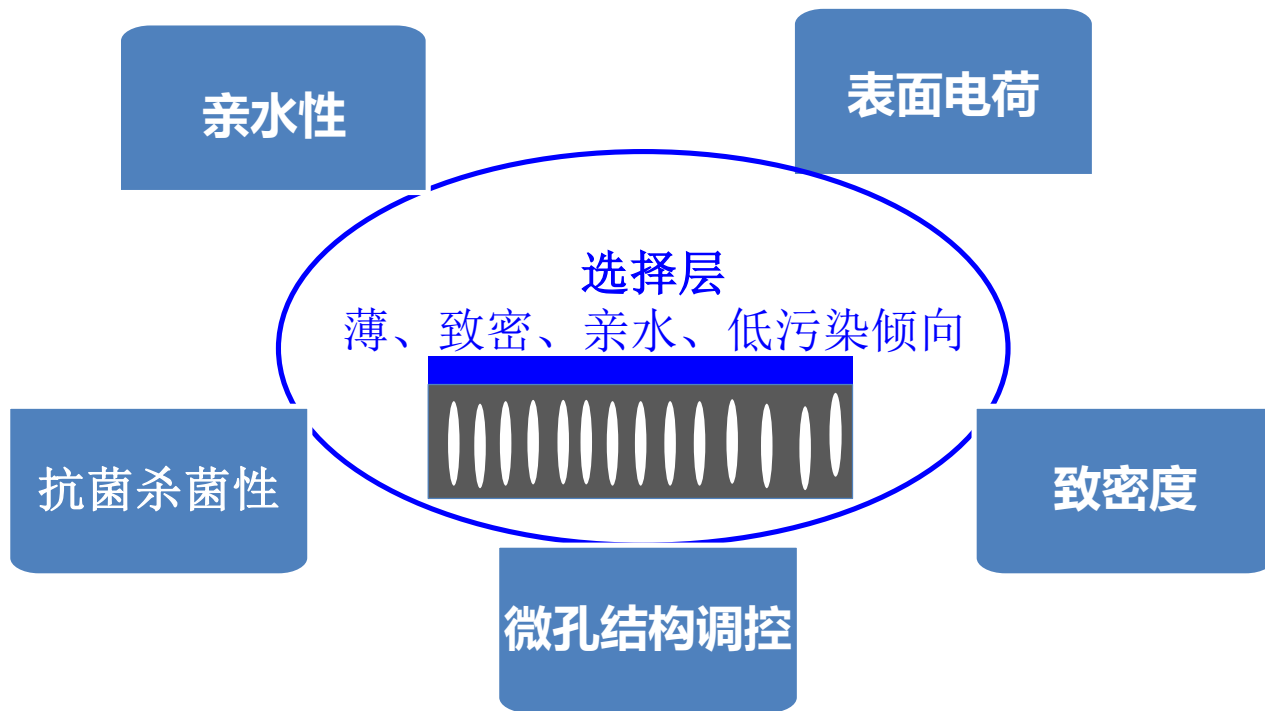 亲水性
表面电荷
选择层
薄、致密、亲水、低污染倾向
抗菌杀菌性
致密度
微孔结构调控